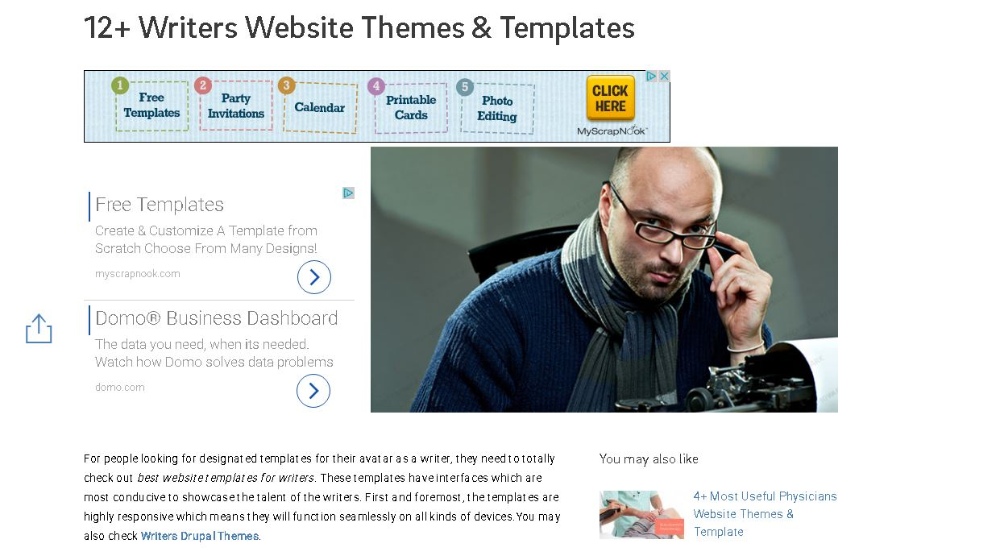 12+ Writers Website Themes & Templates
1 Free Templates
2 Party Invitations
3 Calendar
4 Printable Cards
5 Photo Editing
CLICK HERE
MyScrapNook
Free Templates
Create & Customize A Template from
Scratch Choose From Many Designs!
myscrapnook.com
Domo® Business Dashboard
The data you need, when its needed.
Watch how Domo solves data problems
domo.com
For people looking for designated templates for their avatar as a writer, they need to totally
check out best website templates for writers. These templates have interfaces which are
most conducive to showcase the talent of the writers. First and foremost, the templates are
highly responsive which means they will function seamlessly on all kinds of devices.You may
also check Writers Drupal Themes.
You may also like
4+ Most Useful Physicians
Website Themes &
Template